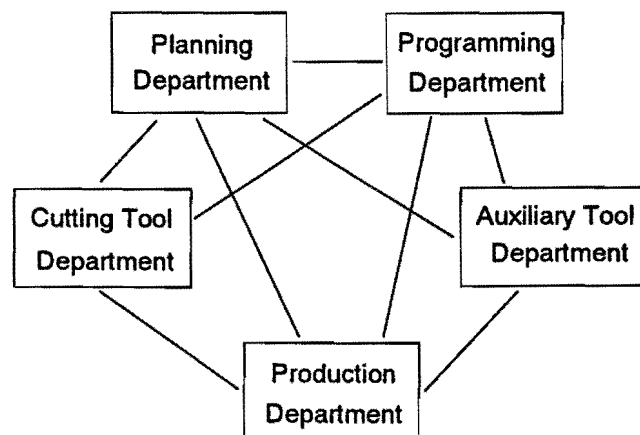 Planning
Department
Programming
Department
Cutting Tool
Department
Auxiliary Tool
Department
Production
Department